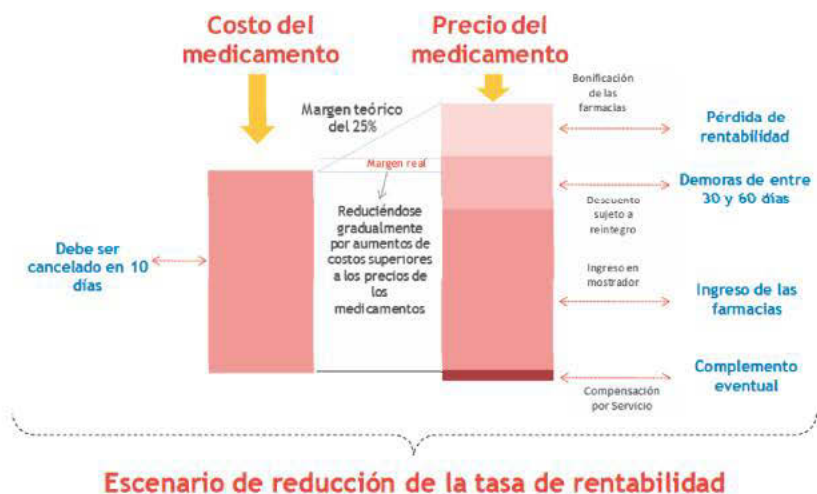 Costo del
medicamento
Precio del
medicamento
Margen teórico
del 25%
Bonificación
de las
farmacias
Pérdida de
rentabilidad
Margen real
Demoras de entre
30 y 60 días
Reduciéndose
gradualmente
por aumentos de
costos superiores
a los precios de
los
medicamentos
Descuento
sujeto a
reintegro
Debe ser
cancelado en 10
días
Ingreso en
mostrador
Ingreso de las
farmacias
Complemento
eventual
Compensación
por Servicio
Escenario de reducción de la tasa de rentabilidad